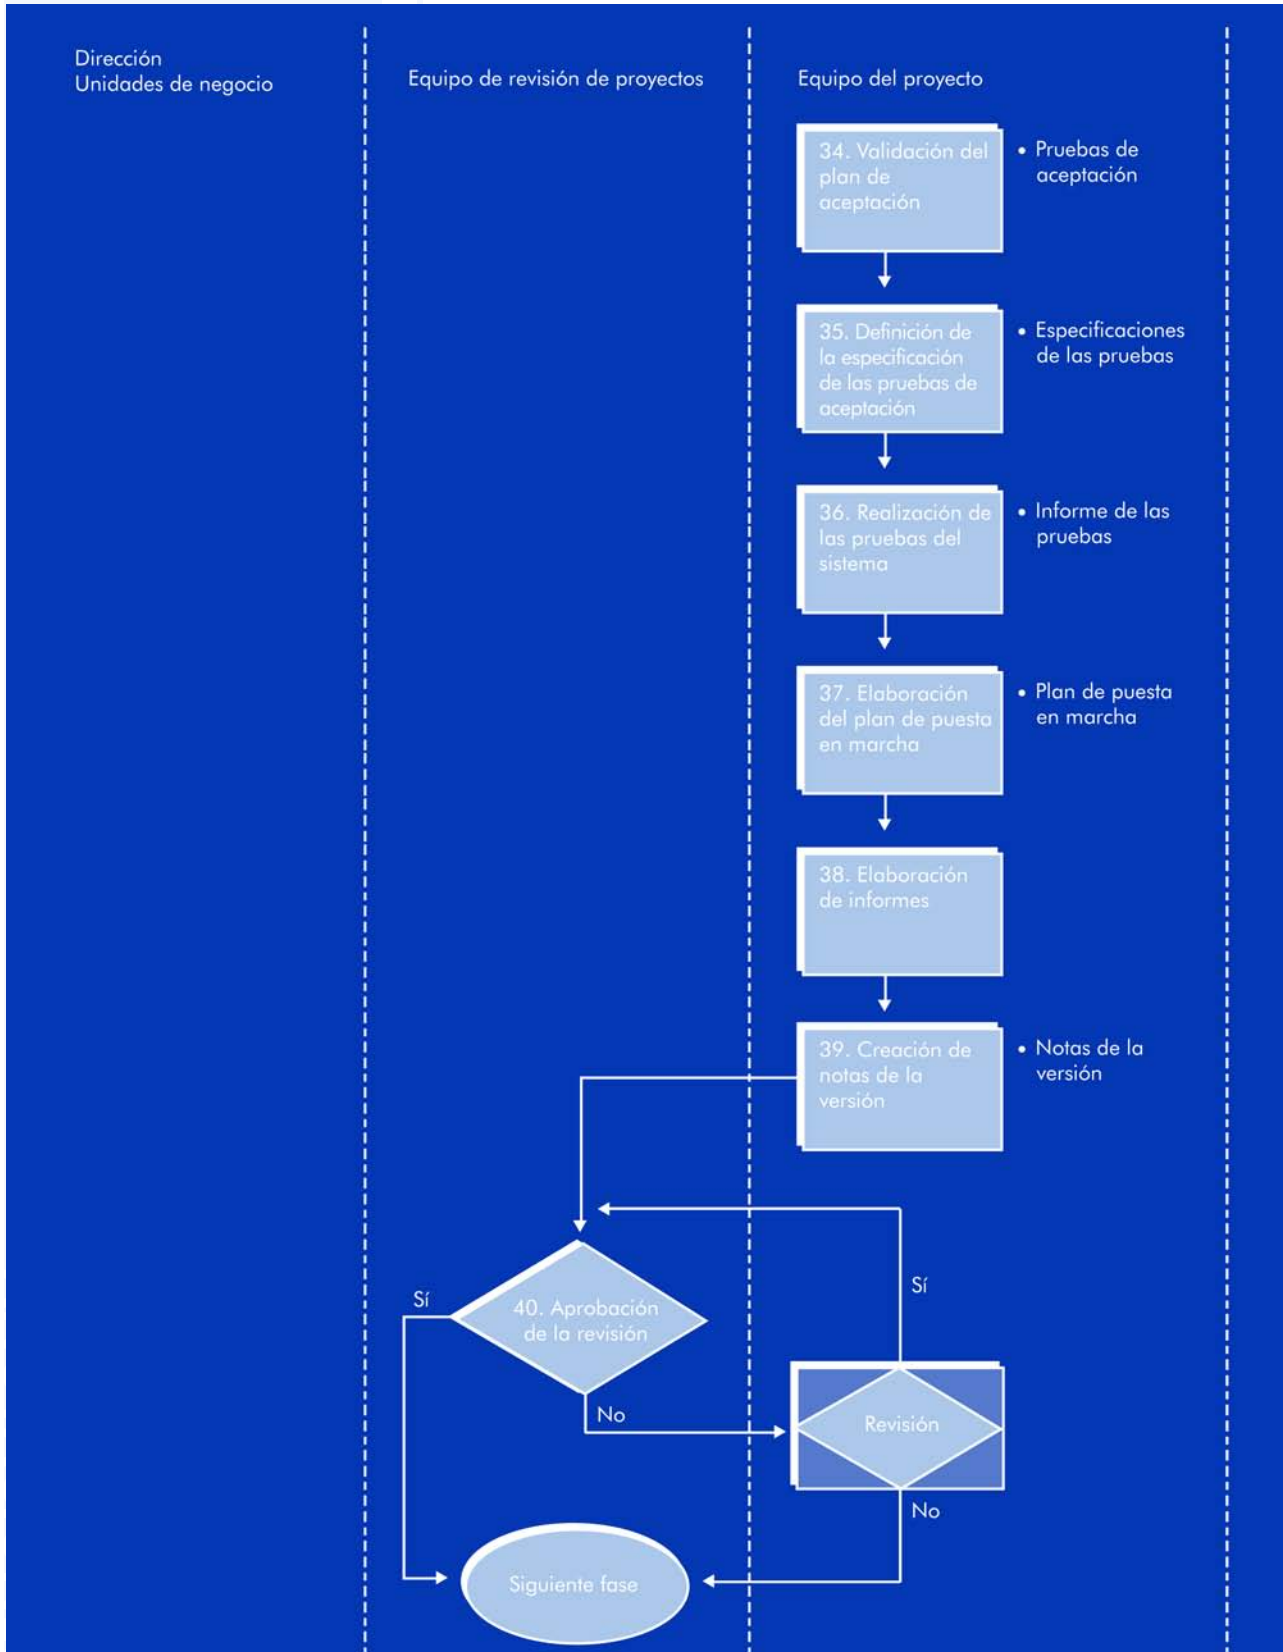 Dirección
Unidades de negocio
Equipo de revisión de proyectos
Equipo del proyecto
34. Validación del
plan de
aceptación
• Pruebas de
aceptación
35. Definición de
la especificación
de las pruebas de
aceptación
• Especificaciones
de las pruebas
36. Realización de
las pruebas del
sistema
• Informe de las
pruebas
37. Elaboración
del plan de puesta
en marcha
• Plan de puesta
en marcha
38. Elaboración
de informes
39. Creación de
notas de la
versión
• Notas de la
versión
Sí
40. Aprobación
de la revisión
Sí
No
Revisión
No
Siguiente fase